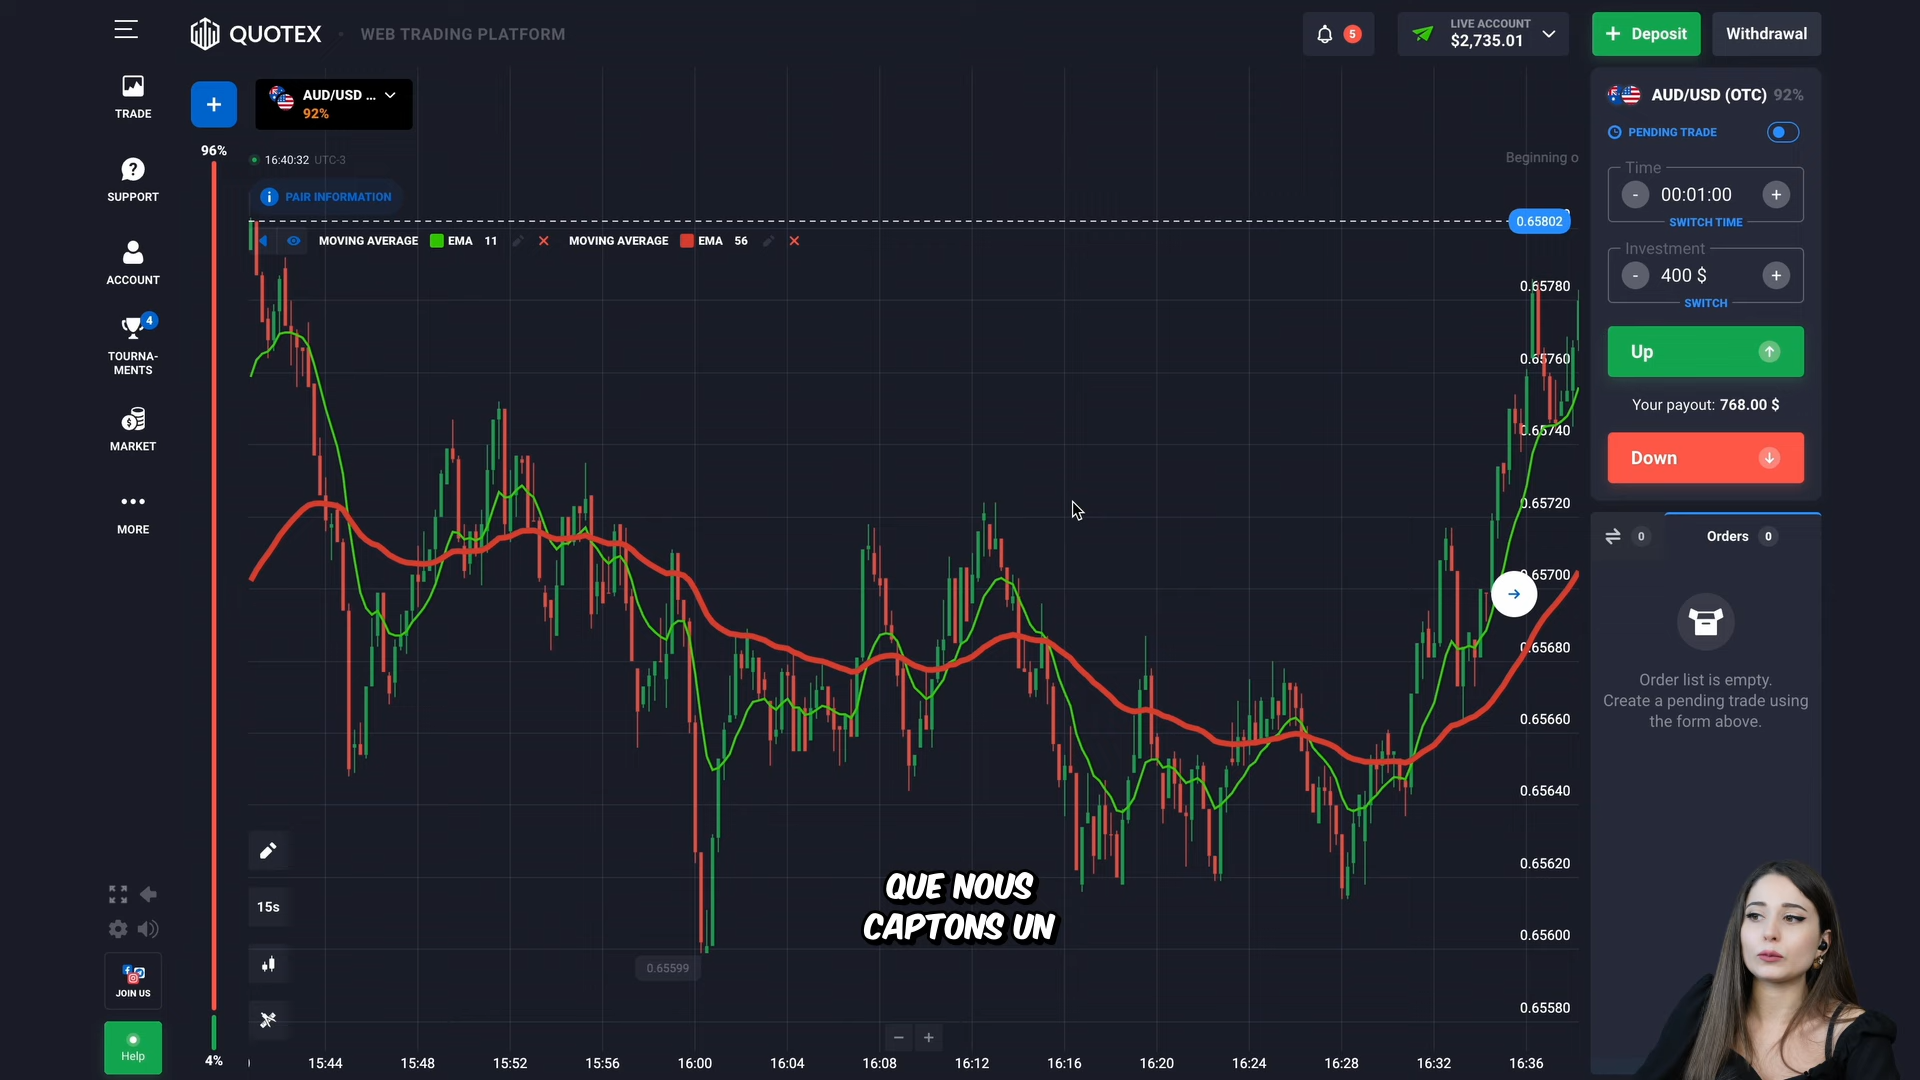 QUOTEX
WEB TRADING PLATFORM
5
LIVE ACCOUNT
$2,735.01
+ Deposit
Withdrawal
TRADE
SUPPORT
ACCOUNT
4
TOURNA-
MENTS
MARKET
MORE
JOIN US
Help
+
AUD/USD ...
92%
96%
4%
16:40:32 UTC-3
Beginning o
PAIR INFORMATION
MOVING AVERAGE EMA 11 MOVING AVERAGE EMA 56
0.65802
0.65780
0.65760
0.65740
0.65720
0.65700
0.65680
0.65660
0.65640
0.65620
0.65600
0.65580
0.65599
15s
QUE NOUS
CAPTONS UN
15:44 15:48 15:52 15:56 16:00 16:04 16:08 16:12 16:16 16:20 16:24 16:28 16:32 16:36
AUD/USD (OTC) 92%
PENDING TRADE
Time
- 00:01:00 +
SWITCH TIME
Investment
- 400 $ +
SWITCH
Up
Your payout: 768.00 $
Down
0
Orders 0
Order list is empty.
Create a pending trade using
the form above.